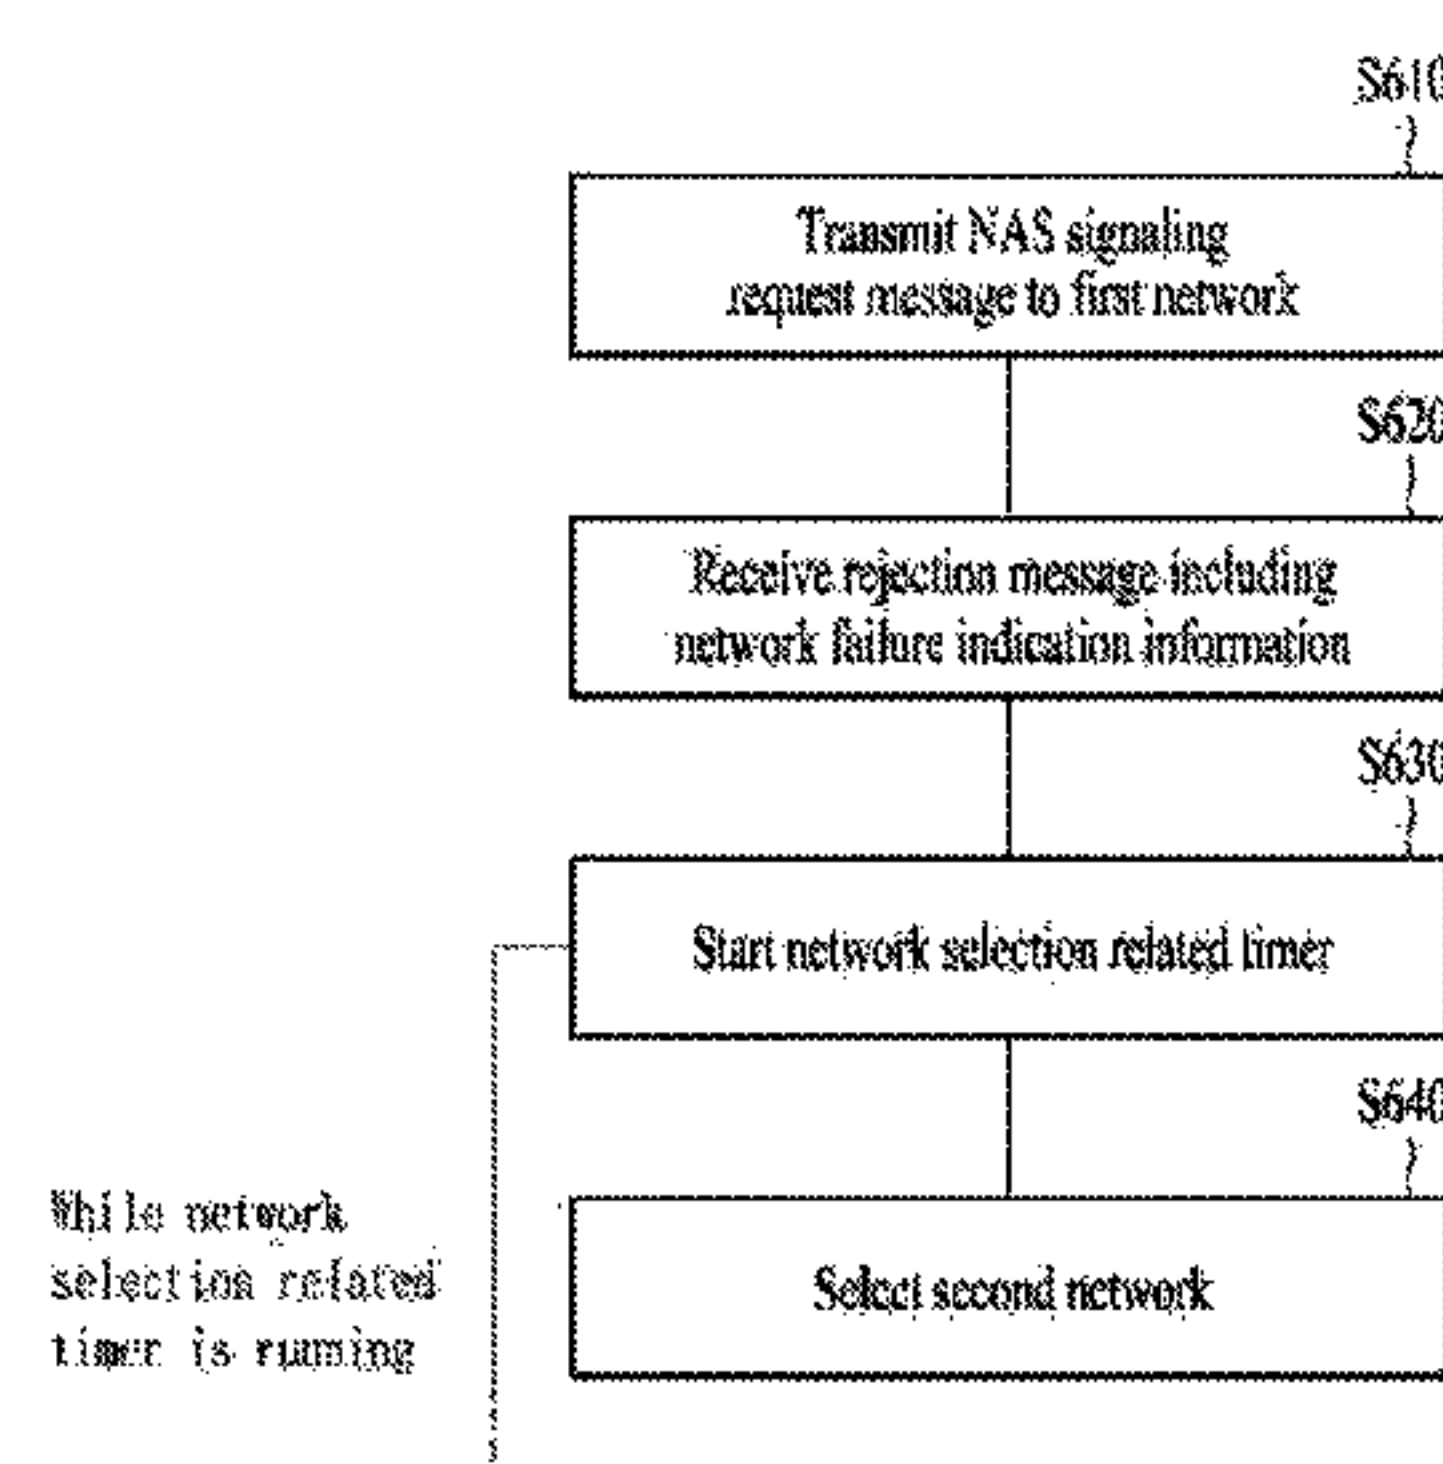 S610
Transmit NAS signaling
request message to first network
S620
Receive rejection message including
network failure indication information
S630
Start network selection related timer
S640
Select second network
While network
selection related
timer is running